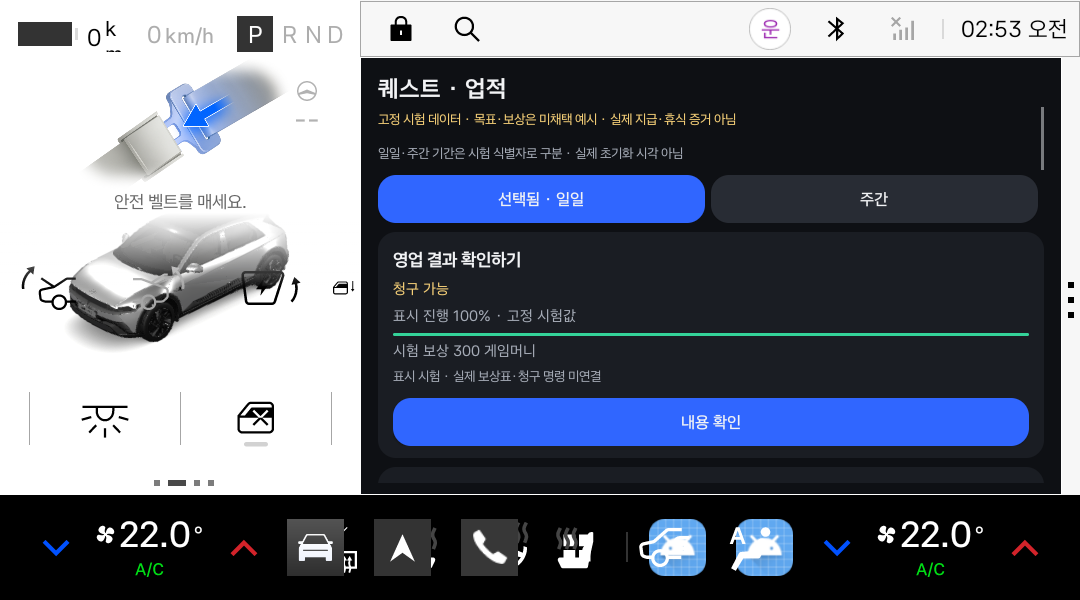 0 km
0 km/h
P R N D
운
02:53 오전
안전 벨트를 매세요.
퀘스트 · 업적
고정 시험 데이터 · 목표·보상은 미채택 예시 · 실제 지급·휴식 증거 아님
일일·주간 기간은 시험 식별자로 구분 · 실제 초기화 시각 아님
선택됨 · 일일
주간
영업 결과 확인하기
청구 가능
표시 진행 100% · 고정 시험값
시험 보상 300 게임머니
표시 시험 · 실제 보상표·청구 명령 미연결
내용 확인
22.0°
A/C
A
22.0°
A/C